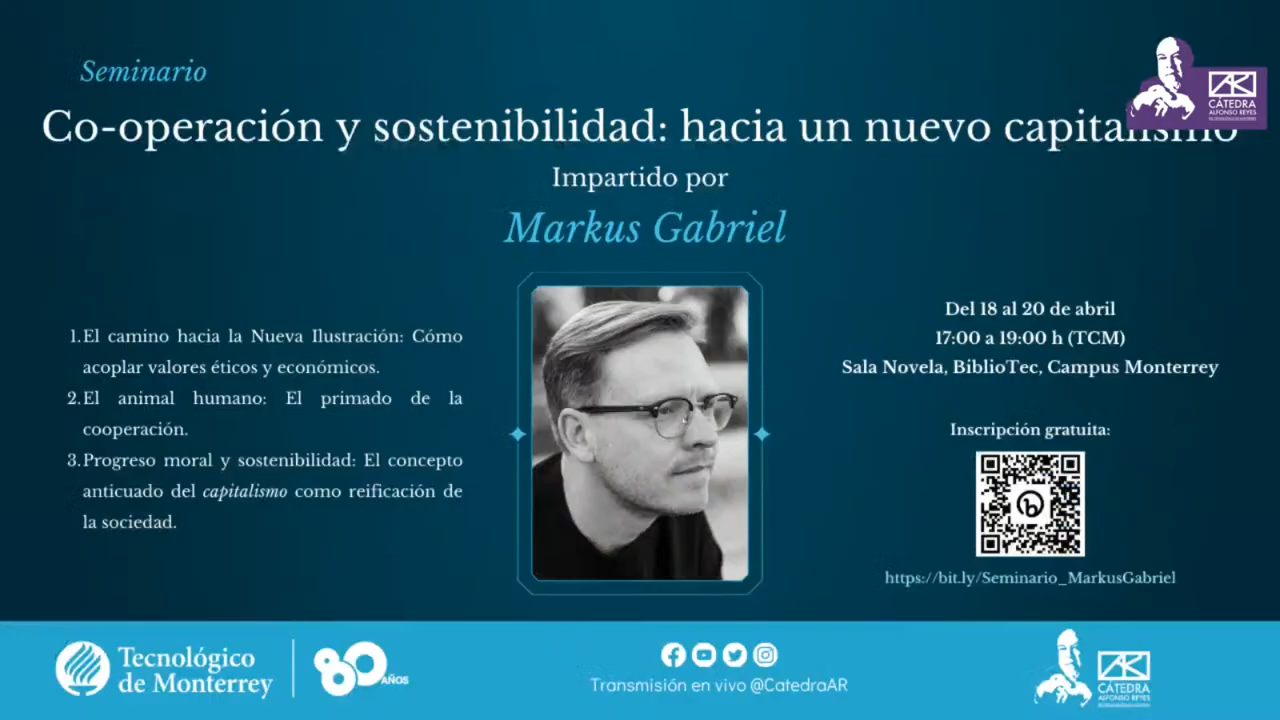 Seminario
Co-operación y sostenibilidad: hacia un nuevo capitalismo
Impartido por
Markus Gabriel
1.El camino hacia la Nueva Ilustración: Cómo
acoplar valores éticos y económicos.
2.El animal humano: El primado de la
cooperación.
3.Progreso moral y sostenibilidad: El concepto
anticuado del capitalismo como reificación de
la sociedad.
Del 18 al 20 de abril
17:00 a 19:00 h (TCM)
Sala Novela, BiblioTec, Campus Monterrey
Inscripción gratuita:
https://bit.ly/Seminario_MarkusGabriel
AR
CÁTEDRA
ALFONSO REYES
Tecnológico
de Monterrey
80 AÑOS
Transmisión en vivo @CatedraAR
AR
CÁTEDRA
ALFONSO REYES